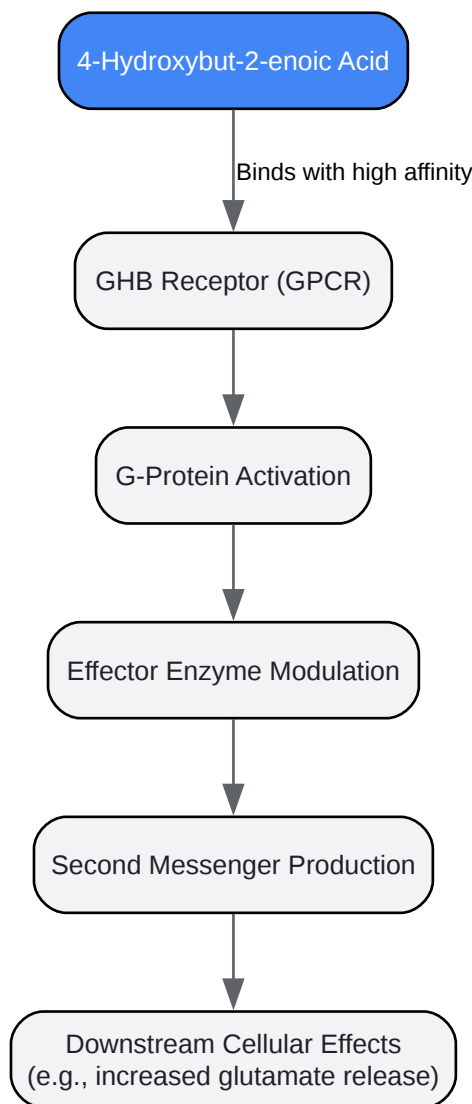 4-Hydroxybut-2-enoic Acid
Binds with high affinity
GHB Receptor (GPCR)
G-Protein Activation
Effector Enzyme Modulation
Second Messenger Production
Downstream Cellular Effects
(e.g., increased glutamate release)